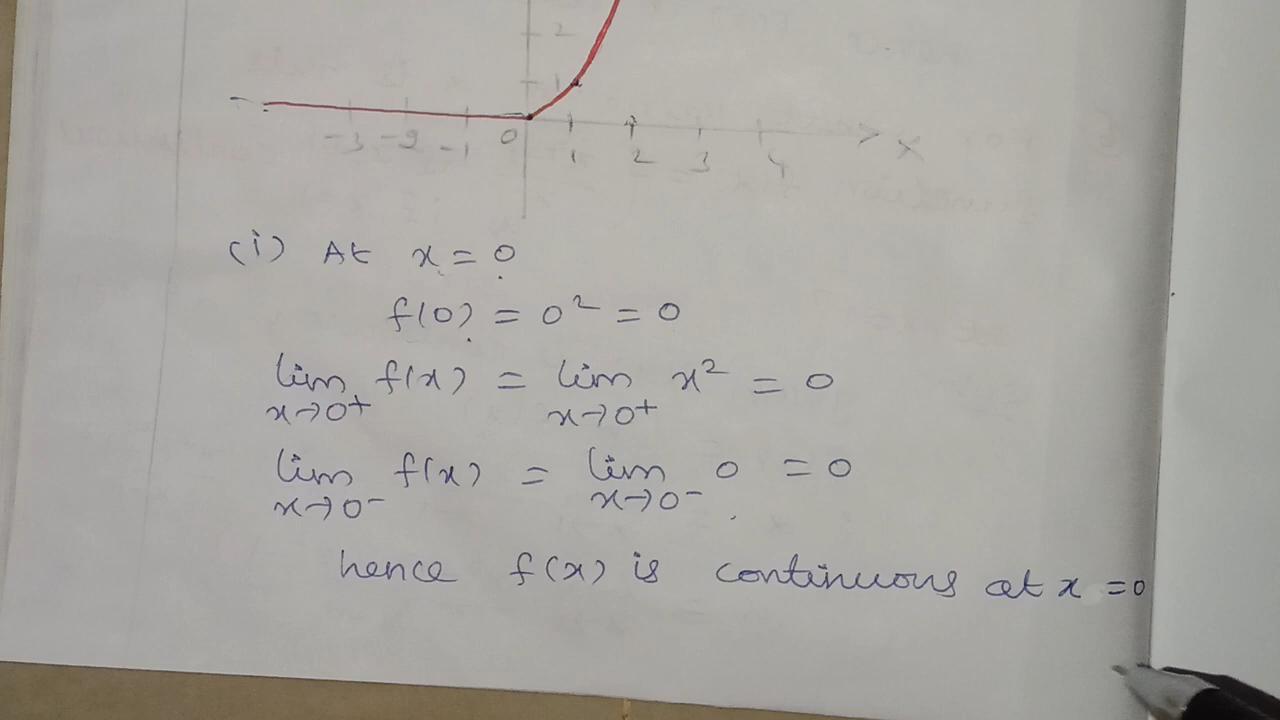 2
1
-3 -2 -1 0 1 2 3 4 x
(i) At x = 0
f(0) = 0² = 0
lim f(x) = lim x² = 0
x→0+ x→0+
lim f(x) = lim 0 = 0
x→0- x→0-
hence f(x) is continuous at x = 0